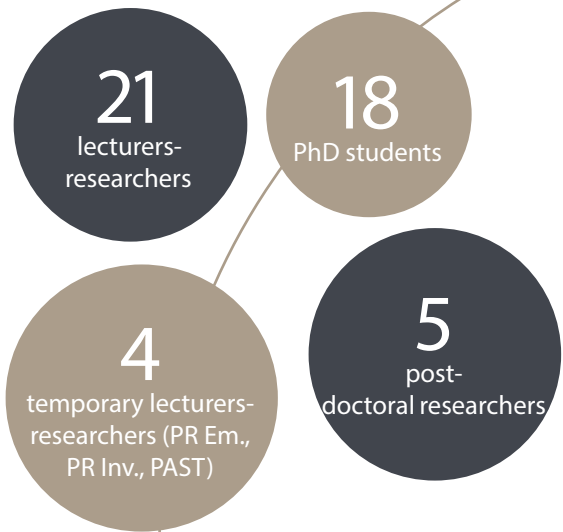 21
lecturers-
researchers
18
PhD students
4
temporary lecturers-
researchers (PR Em.,
PR Inv., PAST)
5
post-
doctoral researchers